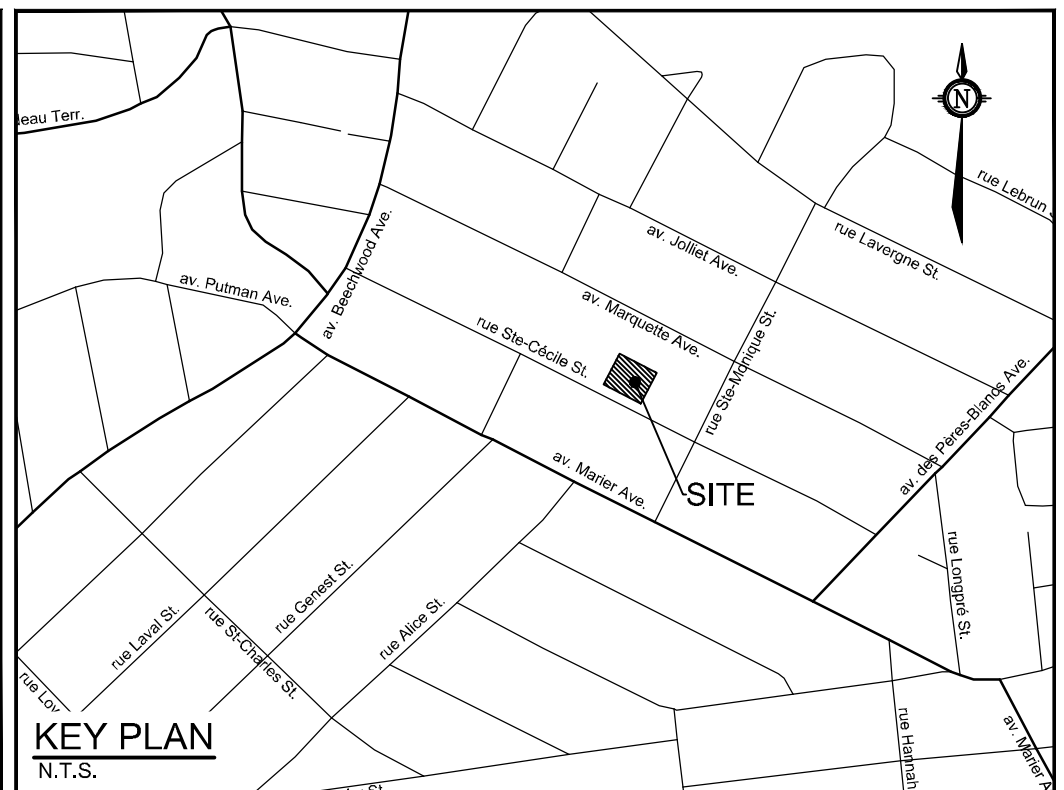 N
leau Terr.
rue Lebrun
av. Jolliet Ave.
rue Lavergne St.
av. Beechwood Ave.
av. Putman Ave.
av. Marquette Ave.
rue Ste-Cécile St.
rue Ste-Monique St.
av. des Pères-Blancs Ave.
av. Marier Ave.
SITE
rue Longpré St.
rue Genest St.
rue Laval St.
rue St-Charles St.
rue Alice St.
rue Lov
rue Hannah
av. Marier A
KEY PLAN
N.T.S.
St.